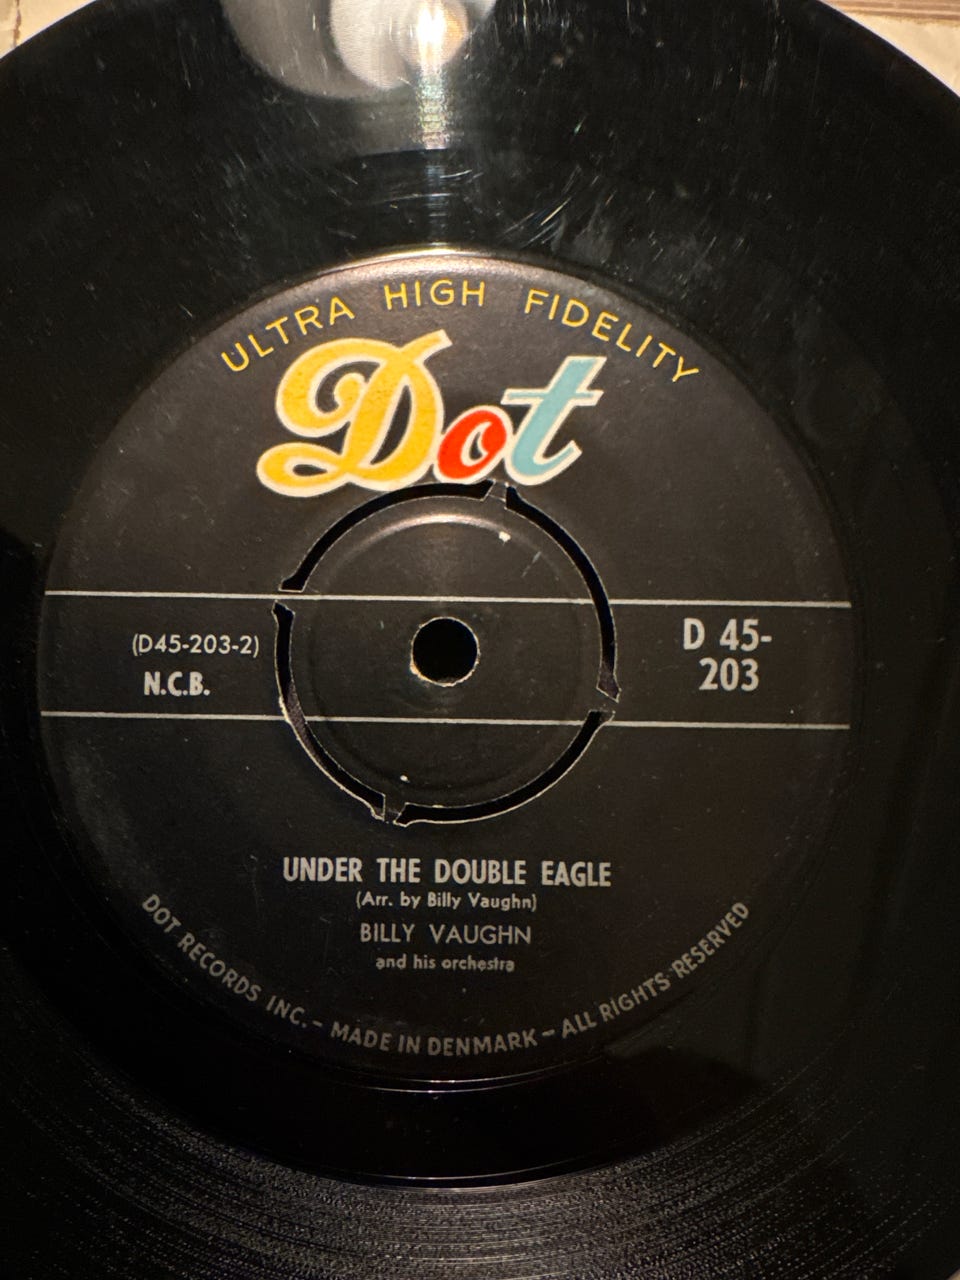 ULTRA HIGH FIDELITY
Dot
(D45-203-2)
N.C.B.
D 45-
203
UNDER THE DOUBLE EAGLE
(Arr. by Billy Vaughn)
BILLY VAUGHN
and his orchestra
DOT RECORDS INC. - MADE IN DENMARK - ALL RIGHTS RESERVED